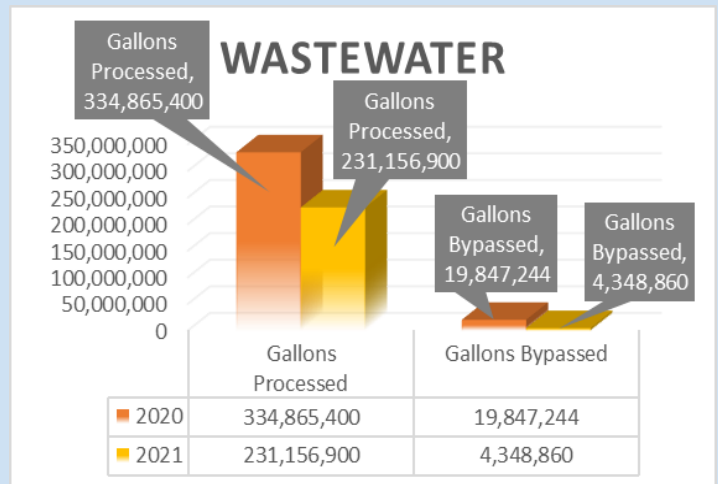 WASTEWATER
Gallons
Processed,
334,865,400
Gallons
Processed,
231,156,900
Gallons
Bypassed,
19,847,244
Gallons
Bypassed,
4,348,860
350,000,000
300,000,000
250,000,000
200,000,000
150,000,000
100,000,000
50,000,000
0
Gallons
Processed
Gallons Bypassed
2020 334,865,400 19,847,244
2021 231,156,900 4,348,860